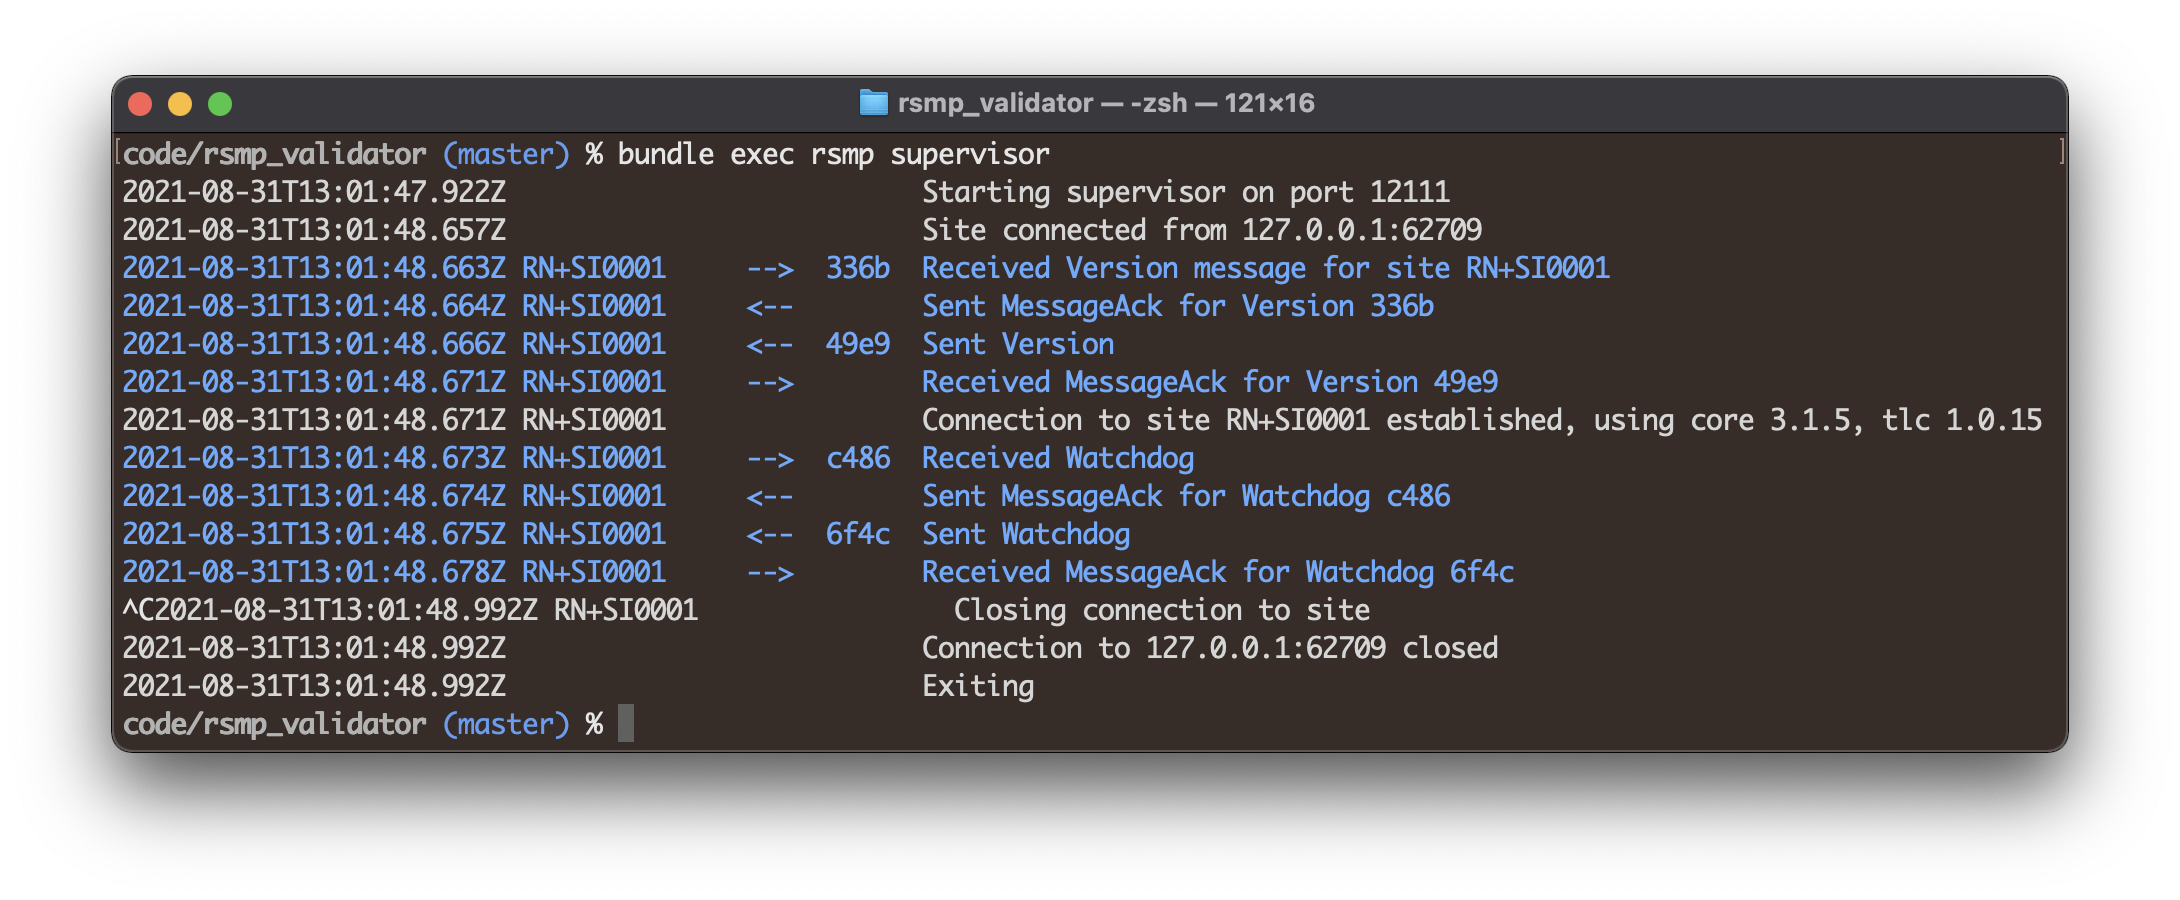 rsmp_validator — -zsh — 121×16
[code/rsmp_validator (master) % bundle exec rsmp supervisor ]
2021-08-31T13:01:47.922Z                          Starting supervisor on port 12111
2021-08-31T13:01:48.657Z                          Site connected from 127.0.0.1:62709
2021-08-31T13:01:48.663Z RN+SI0001     -->  336b  Received Version message for site RN+SI0001
2021-08-31T13:01:48.664Z RN+SI0001     <--        Sent MessageAck for Version 336b
2021-08-31T13:01:48.666Z RN+SI0001     <--  49e9  Sent Version
2021-08-31T13:01:48.671Z RN+SI0001     -->        Received MessageAck for Version 49e9
2021-08-31T13:01:48.671Z RN+SI0001                Connection to site RN+SI0001 established, using core 3.1.5, tlc 1.0.15
2021-08-31T13:01:48.673Z RN+SI0001     -->  c486  Received Watchdog
2021-08-31T13:01:48.674Z RN+SI0001     <--        Sent MessageAck for Watchdog c486
2021-08-31T13:01:48.675Z RN+SI0001     <--  6f4c  Sent Watchdog
2021-08-31T13:01:48.678Z RN+SI0001     -->        Received MessageAck for Watchdog 6f4c
^C2021-08-31T13:01:48.992Z RN+SI0001                Closing connection to site
2021-08-31T13:01:48.992Z                          Connection to 127.0.0.1:62709 closed
2021-08-31T13:01:48.992Z                          Exiting
code/rsmp_validator (master) %